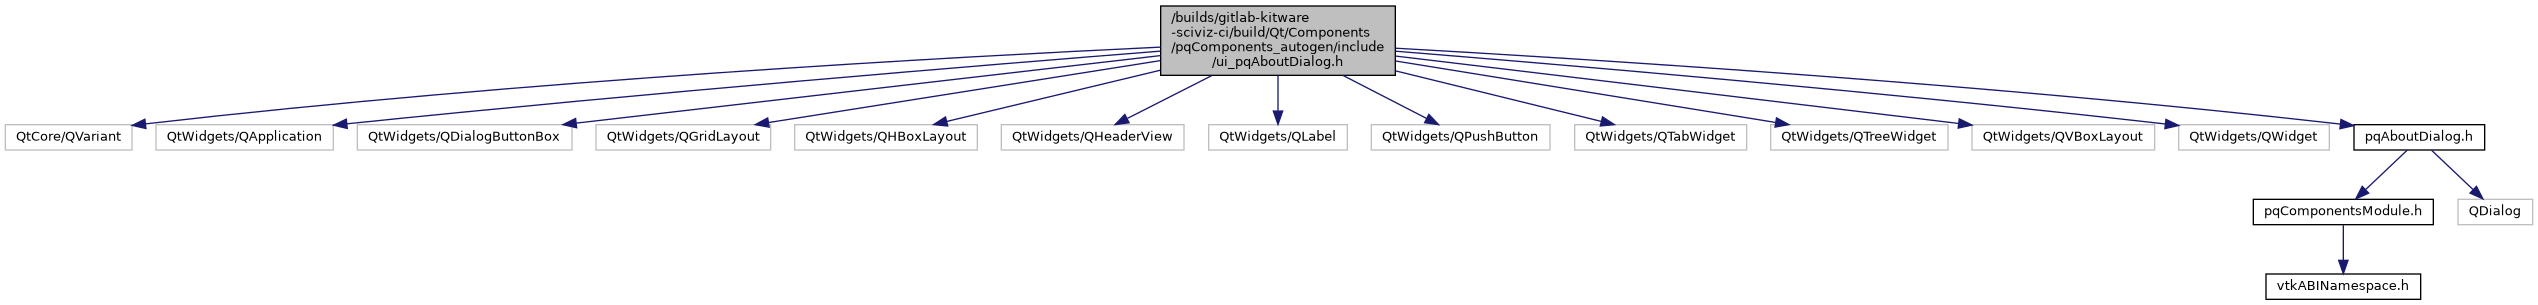 /builds/gitlab-kitware
-sciviz-ci/build/Qt/Components
/pqComponents_autogen/include
/ui_pqAboutDialog.h
QtCore/QVariant
QtWidgets/QApplication
QtWidgets/QDialogButtonBox
QtWidgets/QGridLayout
QtWidgets/QHBoxLayout
QtWidgets/QHeaderView
QtWidgets/QLabel
QtWidgets/QPushButton
QtWidgets/QTabWidget
QtWidgets/QTreeWidget
QtWidgets/QVBoxLayout
QtWidgets/QWidget
pqAboutDialog.h
pqComponentsModule.h
QDialog
vtkABINamespace.h